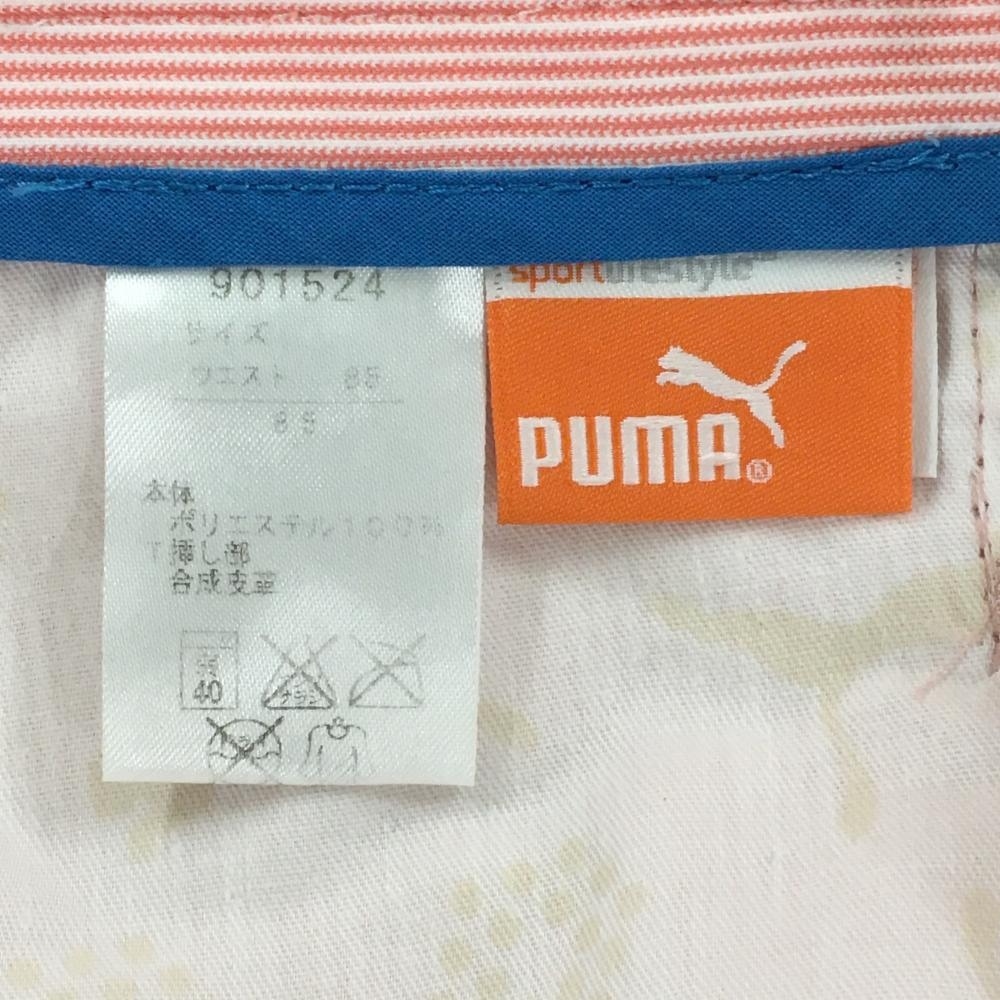 901524
サイズ
ウエスト 85
85
本体
ポリエステル100%
T挿し部
合成皮革
40
sportlifestyle
PUMA®